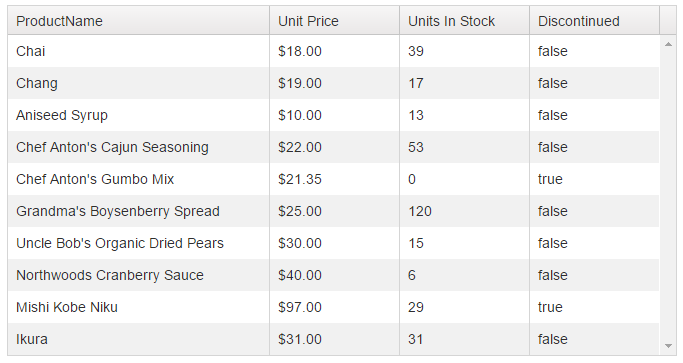 ProductName Unit Price Units In Stock Discontinued
Chai $18.00 39 false
Chang $19.00 17 false
Aniseed Syrup $10.00 13 false
Chef Anton's Cajun Seasoning $22.00 53 false
Chef Anton's Gumbo Mix $21.35 0 true
Grandma's Boysenberry Spread $25.00 120 false
Uncle Bob's Organic Dried Pears $30.00 15 false
Northwoods Cranberry Sauce $40.00 6 false
Mishi Kobe Niku $97.00 29 true
Ikura $31.00 31 false